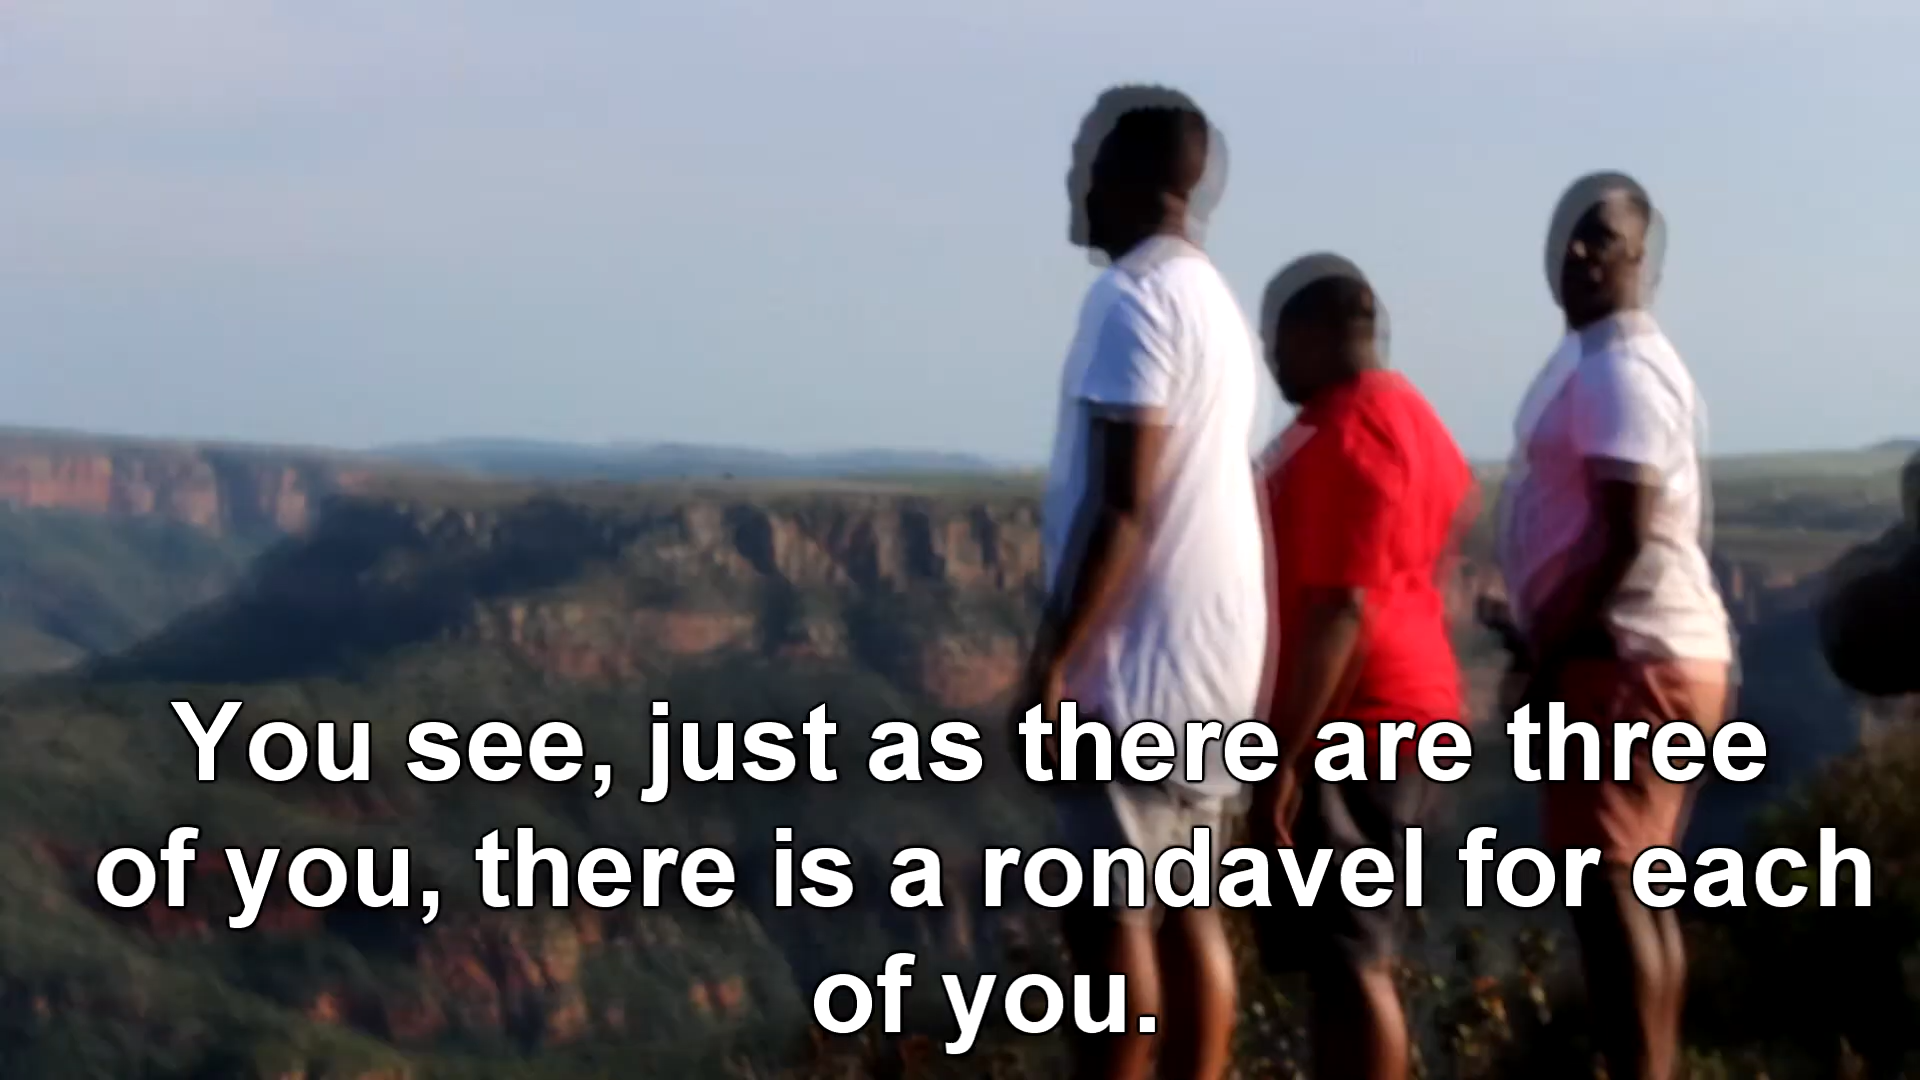 You see, just as there are three
of you, there is a rondavel for each
of you.